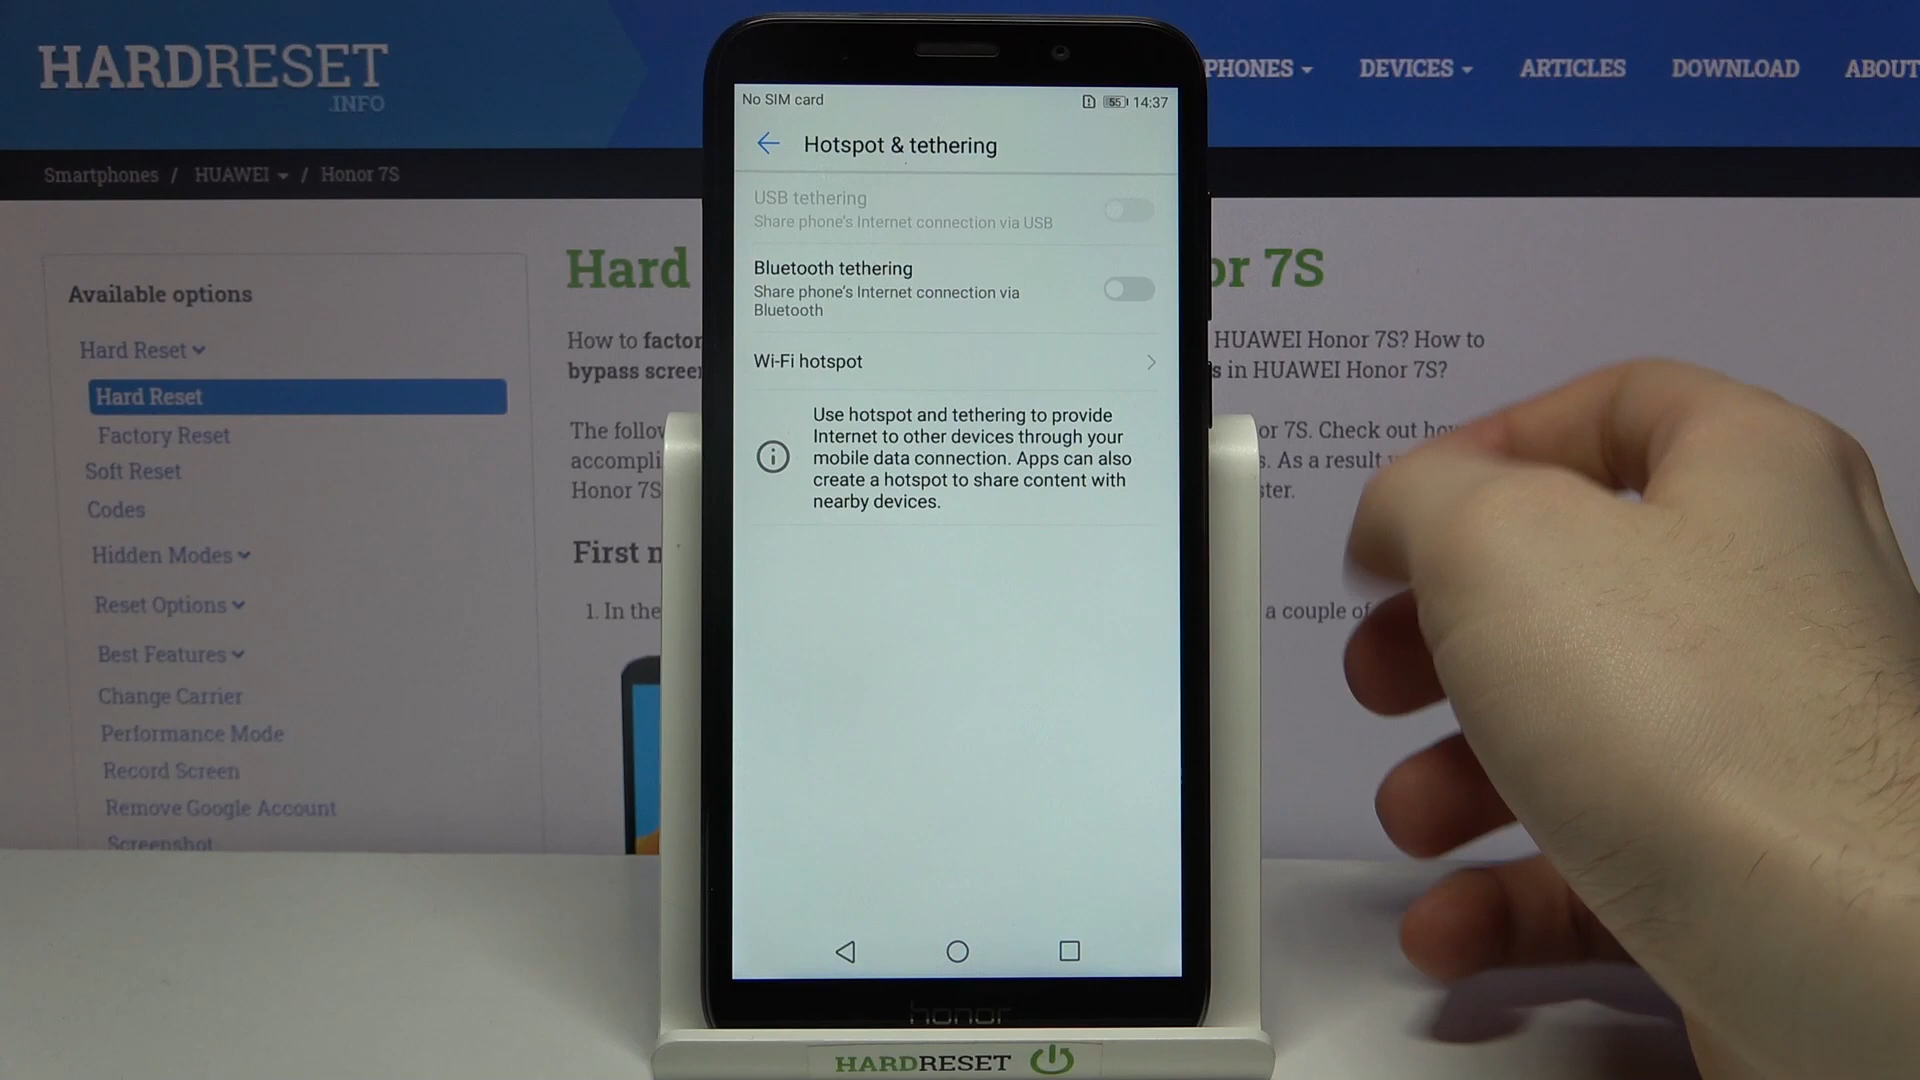 HARDRESET
.INFO
PHONES
DEVICES
ARTICLES
DOWNLOAD
ABOUT
Smartphones / HUAWEI / Honor 7S
Available options
Hard Reset
Hard Reset
Factory Reset
Soft Reset
Codes
Hidden Modes
Reset Options
Best Features
Change Carrier
Performance Mode
Record Screen
Remove Google Account
Screenshot
Hard
or 7S
How to factor
HUAWEI Honor 7S? How to
bypass screen
s in HUAWEI Honor 7S?
The follow
or 7S. Check out how
accompli
s. As a result
Honor 7S
ster.
First m
1. In the
a couple of
No SIM card
55 14:37
Hotspot & tethering
USB tethering
Share phone's Internet connection via USB
Bluetooth tethering
Share phone's Internet connection via
Bluetooth
Wi-Fi hotspot
Use hotspot and tethering to provide
Internet to other devices through your
mobile data connection. Apps can also
create a hotspot to share content with
nearby devices.
honor
HARDRESET